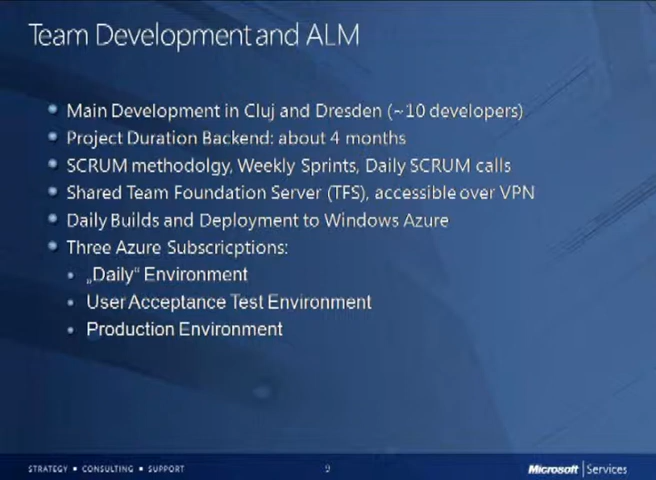 Team Development and ALM
Main Development in Cluj and Dresden (~10 developers)
Project Duration Backend: about 4 months
SCRUM methodolgy, Weekly Sprints, Daily SCRUM calls
Shared Team Foundation Server (TFS), accessible over VPN
Daily Builds and Deployment to Windows Azure
Three Azure Subscricptions:
„Daily“ Environment
User Acceptance Test Environment
Production Environment
STRATEGY ▪ CONSULTING ▪ SUPPORT
9
Microsoft | Services